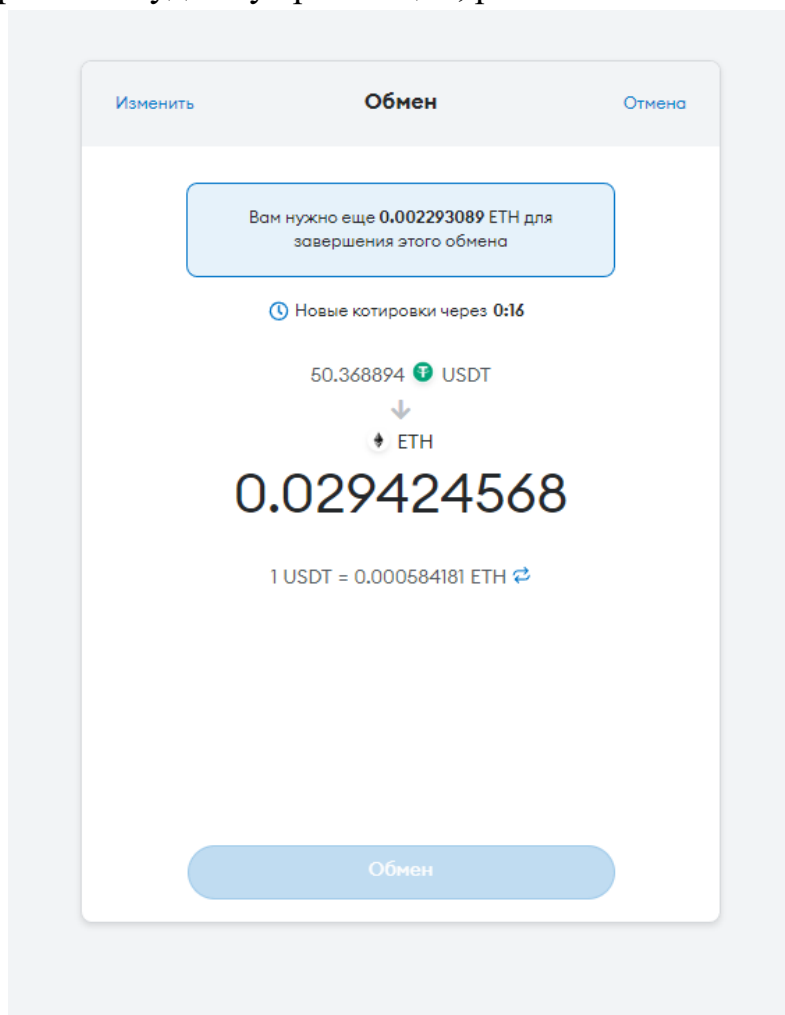 Изменить
Обмен
Отмена
Вам нужно еще 0.002293089 ETH для
завершения этого обмена
Новые котировки через 0:16
50.368894 USDT
ETH
0.029424568
1 USDT = 0.000584181 ETH
Обмен